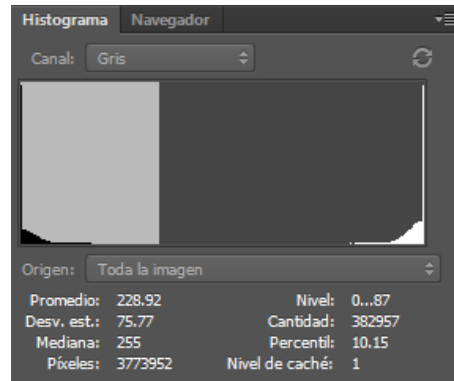 Histograma Navegador
Canal: Gris
Origen: Toda la imagen
Promedio: 228.92 Nivel: 0...87
Desv. est.: 75.77 Cantidad: 382957
Mediana: 255 Percentil: 10.15
Píxeles: 3773952 Nivel de caché: 1